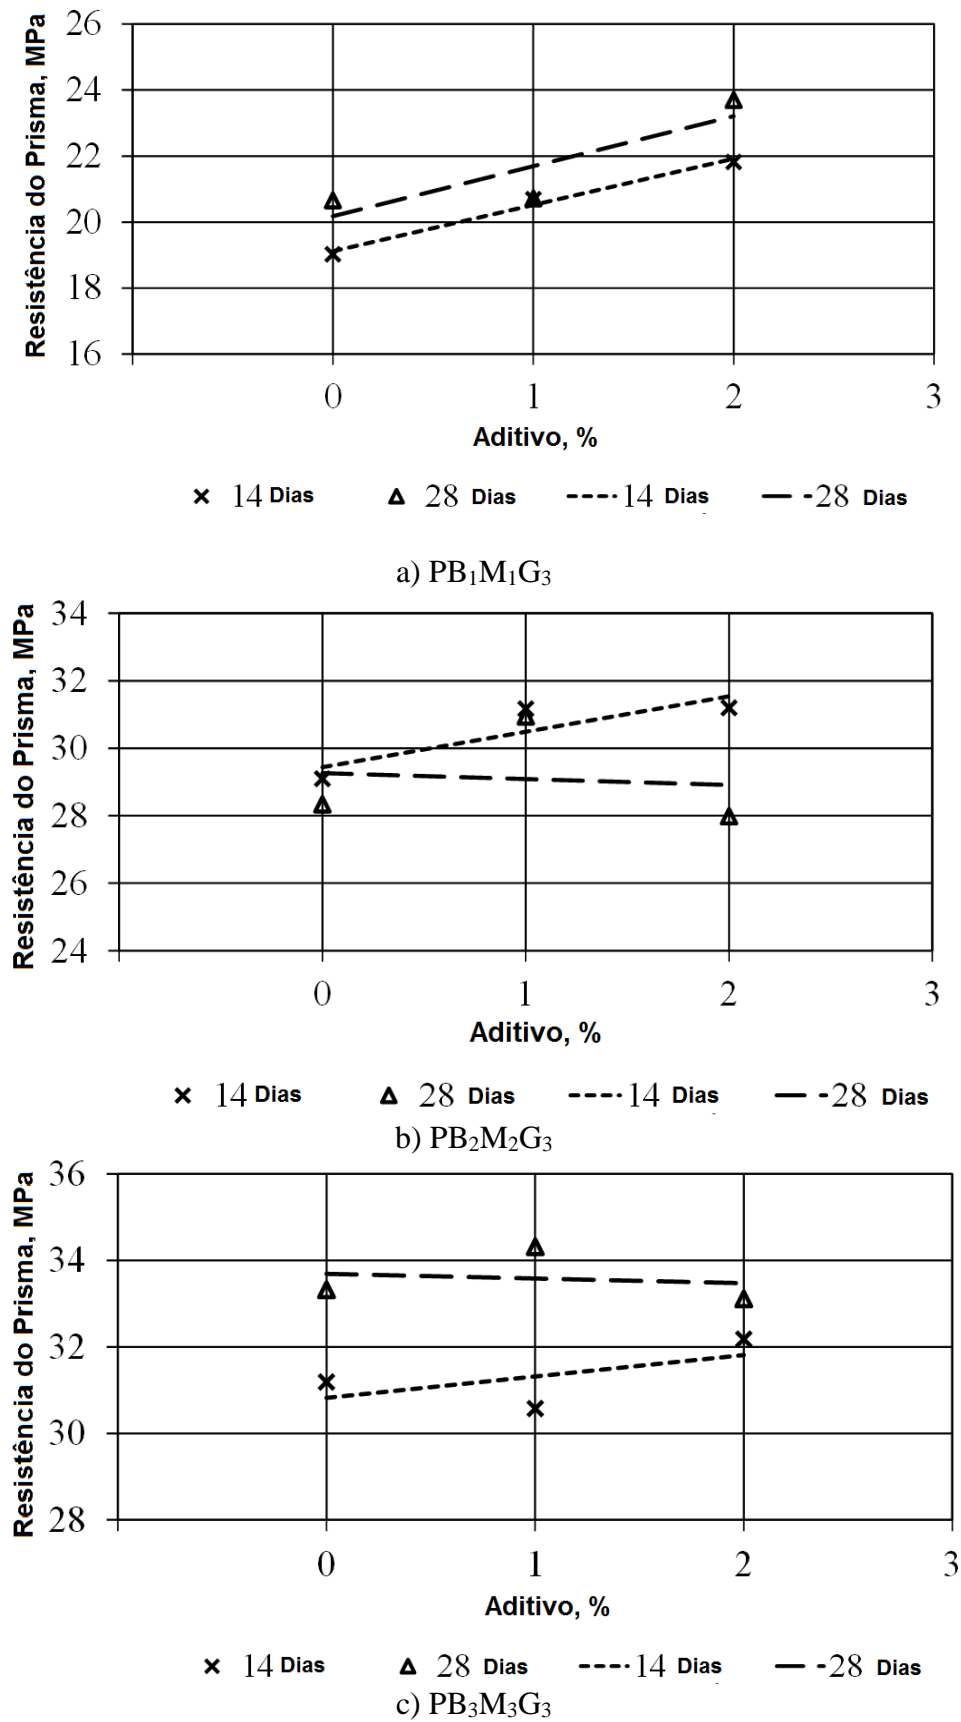 Resistência do Prisma, MPa
26
24
22
20
18
16
0 1 2 3
Aditivo, %
14 Dias 28 Dias 14 Dias 28 Dias
a) PB₁M₁G₃
Resistência do Prisma, MPa
34
32
30
28
26
24
0 1 2 3
Aditivo, %
14 Dias 28 Dias 14 Dias 28 Dias
b) PB₂M₂G₃
Resistência do Prisma, MPa
36
34
32
30
28
0 1 2 3
Aditivo, %
14 Dias 28 Dias 14 Dias 28 Dias
c) PB₃M₃G₃